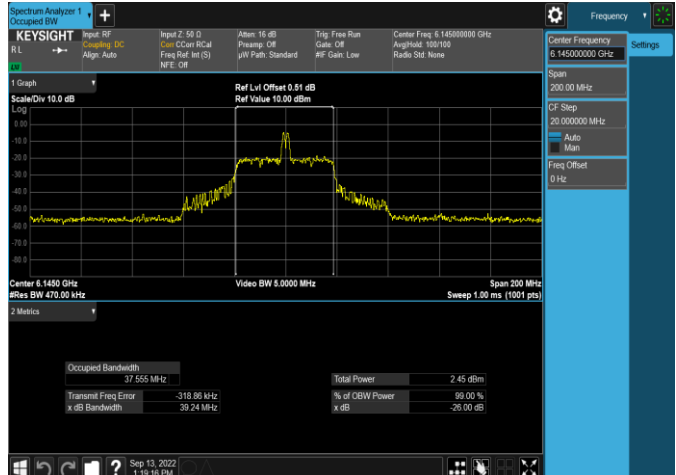 Spectrum Analyzer 1
Occupied BW
Frequency
KEYSIGHT
Input: RF
Input Z: 50 Ω
Atten: 16 dB
Trig: Free Run
Center Freq: 6.145000000 GHz
RL
Coupling: DC
Corr CCorr RCal
Preamp: Off
Gate: Off
Avg|Hold: 100/100
Align: Auto
Freq Ref: Int (S)
µW Path: Standard
#IF Gain: Low
Radio Std: None
NFE: Off
Center Frequency
6.145000000 GHz
Settings
Span
200.00 MHz
CF Step
20.000000 MHz
Auto
Man
Freq Offset
0 Hz
1 Graph
Ref Lvl Offset 0.51 dB
Scale/Div 10.0 dB
Ref Value 10.00 dBm
Log
0.00
-10.0
-20.0
-30.0
-40.0
-50.0
-60.0
-70.0
-80.0
Center 6.1450 GHz
Video BW 5.0000 MHz
Span 200 MHz
#Res BW 470.00 kHz
Sweep 1.00 ms (1001 pts)
2 Metrics
Occupied Bandwidth
37.555 MHz
Total Power
2.45 dBm
Transmit Freq Error
-318.86 kHz
% of OBW Power
99.00 %
x dB Bandwidth
39.24 MHz
x dB
-26.00 dB
Sep 13, 2022
1:19:16 PM